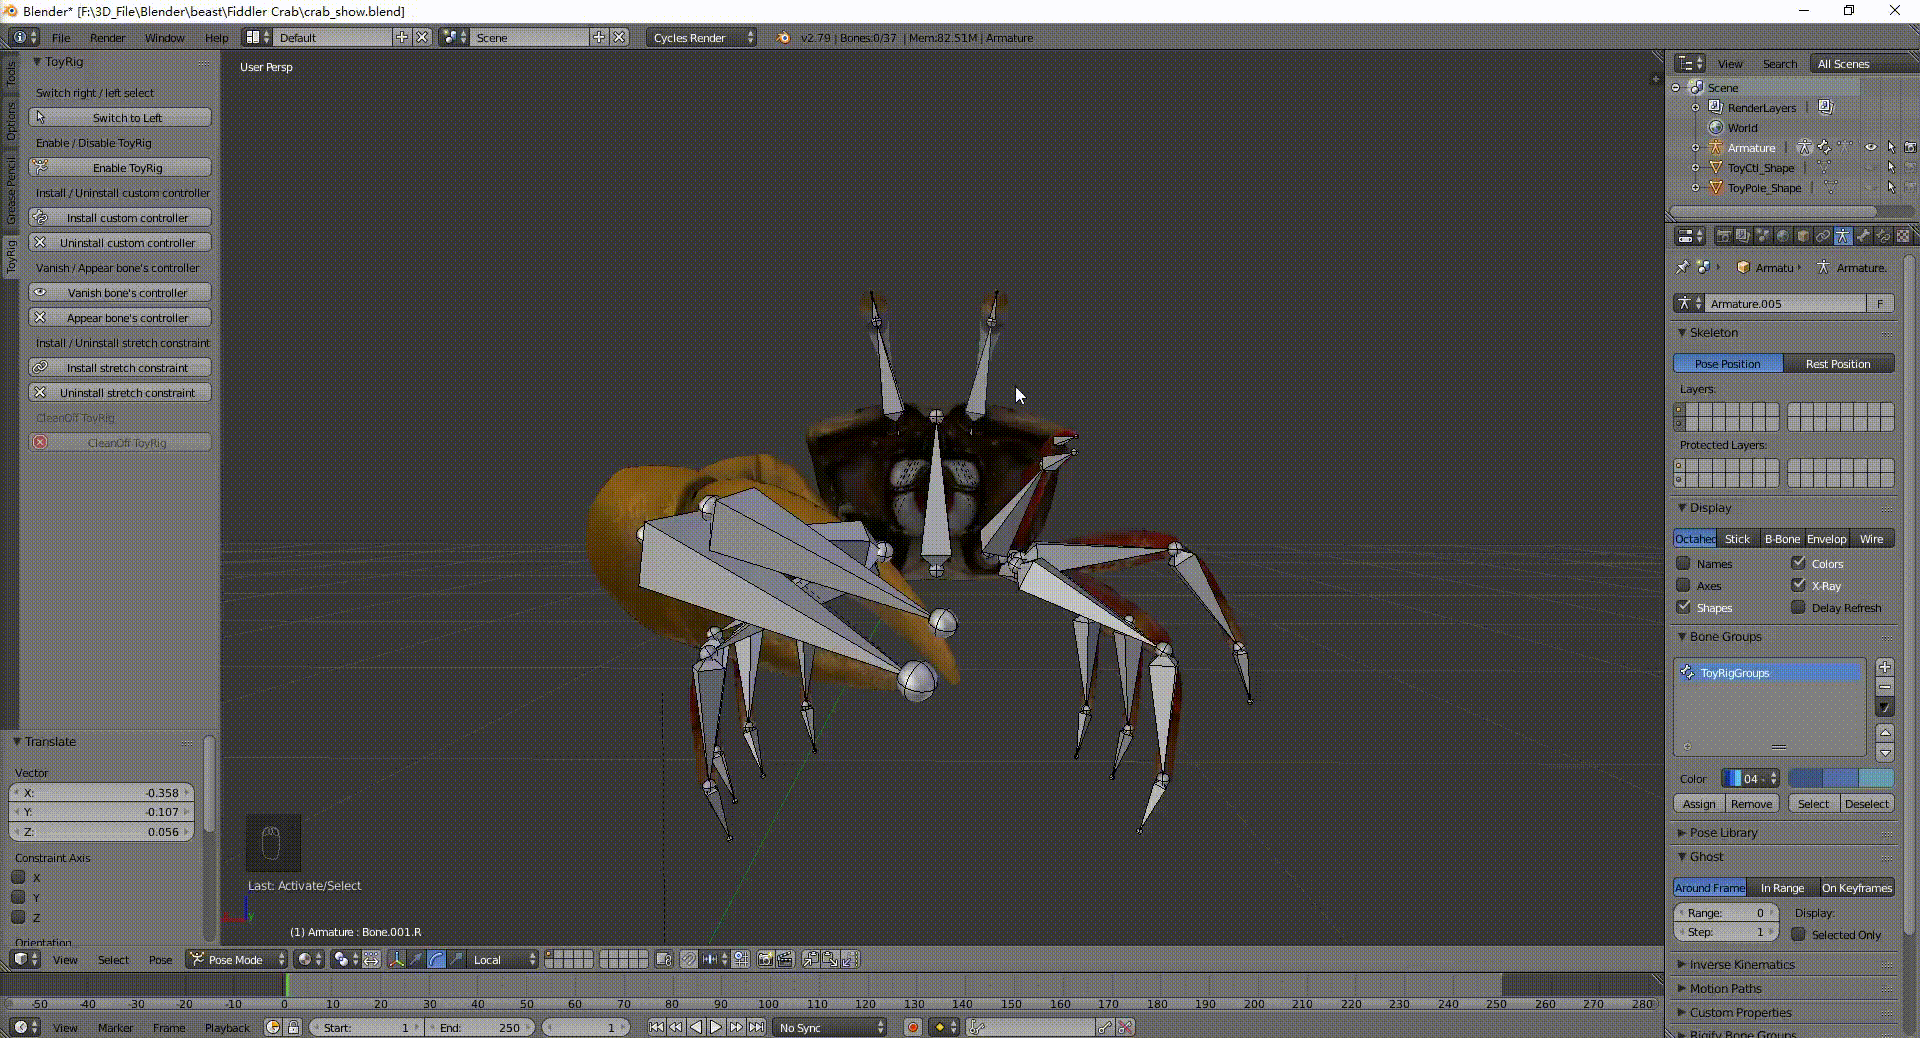 Blender* [F:\3D_File\Blender\beast\Fiddler Crab\crab_show.blend]
File Render Window Help Default Scene Cycles Render v2.79 | Bones:0/37 | Mem:82.51M | Armature
Tools
Options
Grease Pencil
ToyRig
ToyRig
Switch right / left select
Switch to Left
Enable / Disable ToyRig
Enable ToyRig
Install / Uninstall custom controller
Install custom controller
Uninstall custom controller
Vanish / Appear bone's controller
Vanish bone's controller
Appear bone's controller
Install / Uninstall stretch constraint
Install stretch constraint
Uninstall stretch constraint
CleanOff ToyRig
CleanOff ToyRig
Translate
Vector
X: -0.358
Y: -0.107
Z: 0.056
Constraint Axis
X
Y
Z
Orientation
User Persp
Last: Activate/Select
y
(1) Armature : Bone.001.R
View Select Pose Pose Mode Local
-50 -40 -30 -20 -10 0 10 20 30 40 50 60 70 80 90 100 110 120 130 140 150 160 170 180 190 200 210 220 230 240 250 260 270 280
View Marker Frame Playback Start: 1 End: 250 1 No Sync
View Search All Scenes
Scene
RenderLayers
World
Armature
ToyCtl_Shape
ToyPole_Shape
Armatu Armature.
Armature.005 F
Skeleton
Pose Position Rest Position
Layers:
Protected Layers:
Display
Octahed Stick B-Bone Envelop Wire
Names Colors
Axes X-Ray
Shapes Delay Refresh
Bone Groups
ToyRigGroups
Color 04
Assign Remove Select Deselect
Pose Library
Ghost
Around Frame In Range On Keyframes
Range: 0 Display:
Step: 1 Selected Only
Inverse Kinematics
Motion Paths
Custom Properties
Rigify Bone Groups